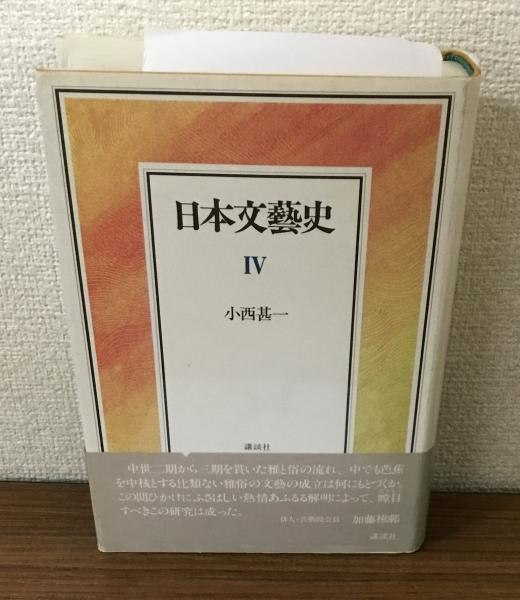 日本文藝史
IV
小西甚一
講談社
中世二期から三期を貫いた雅と俗の流れ、中でも芭蕉
を中核とする比類ない雅俗の文藝の成立は何にもとづくか。
この問ひかけにふさはしい熱情あふるる解明によって、瞠目
すべきこの研究は成った。
俳人・芸術院会員 加藤楸邨
講談社